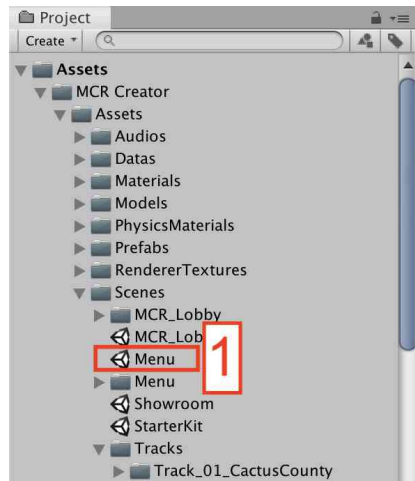 Project
Create
Assets
MCR Creator
Assets
Audios
Datas
Materials
Models
PhysicsMaterials
Prefabs
RendererTextures
Scenes
MCR_Lobby
MCR_Lob
Menu
1
Menu
Showroom
StarterKit
Tracks
Track_01_CactusCounty